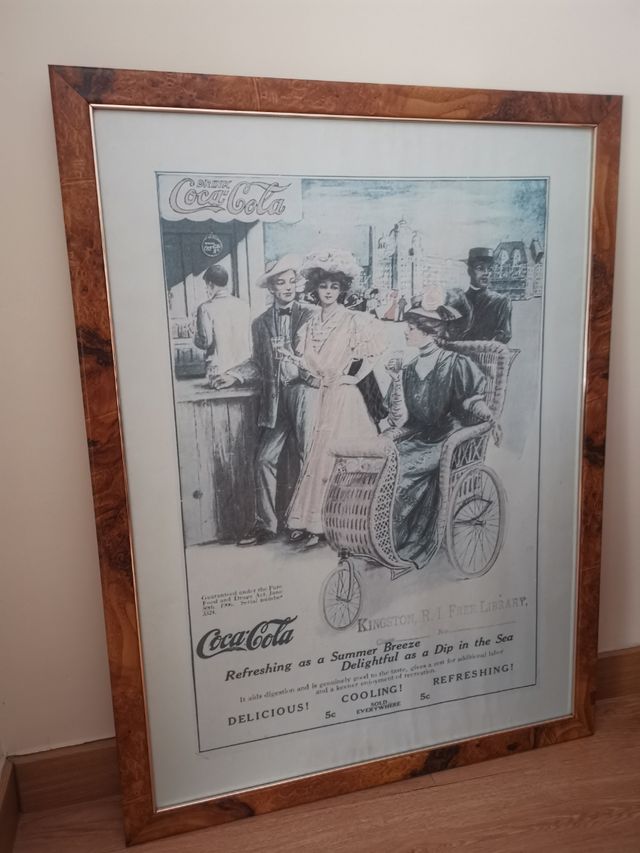 DRINK
Coca-Cola
Guaranteed under the Pure
Food and Drugs Act, June
30th, 1906. Serial number
3324.
KINGSTON, R. I. FREE LIBRARY,
No.
Coca-Cola
Refreshing as a Summer Breeze
Delightful as a Dip in the Sea
It aids digestion and is genuinely good to the taste, gives a zest for additional labor
and a keener enjoyment of recreation.
DELICIOUS! COOLING! REFRESHING!
5c SOLD EVERYWHERE 5c